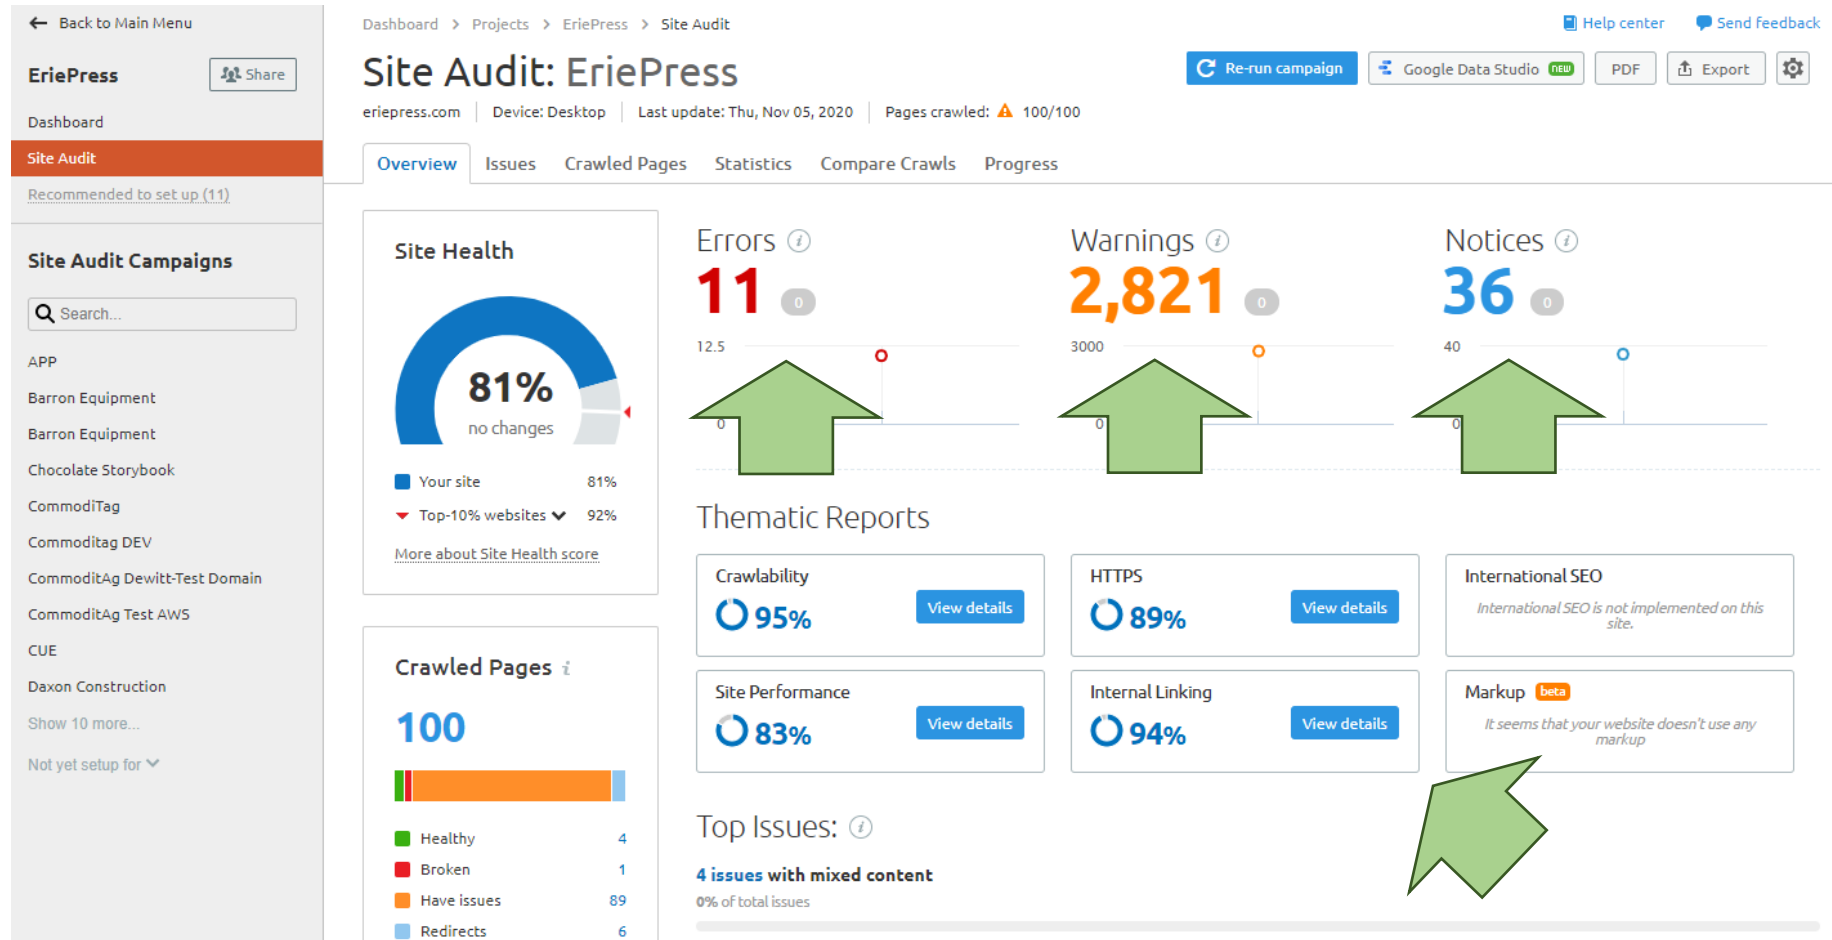 Back to Main Menu
EriePress
Share
Dashboard
Site Audit
Recommended to set up (11)
Site Audit Campaigns
Search...
APP
Barron Equipment
Barron Equipment
Chocolate Storybook
CommodiTag
Commoditag DEV
CommoditAg Dewitt-Test Domain
CommoditAg Test AWS
CUE
Daxon Construction
Show 10 more...
Not yet setup for
Dashboard > Projects > EriePress > Site Audit
Help center
Send feedback
Site Audit: EriePress
Re-run campaign
Google Data Studio NEW
PDF
Export
eriepress.com
Device: Desktop
Last update: Thu, Nov 05, 2020
Pages crawled: 100/100
Overview
Issues
Crawled Pages
Statistics
Compare Crawls
Progress
Site Health
81%
no changes
Your site 81%
Top-10% websites 92%
More about Site Health score
Crawled Pages i
100
Healthy 4
Broken 1
Have issues 89
Redirects 6
Errors i
11 0
12.5
0
Warnings i
2,821 0
3000
0
Notices i
36 0
40
0
Thematic Reports
Crawlability
95%
View details
HTTPS
89%
View details
International SEO
International SEO is not implemented on this
site.
Site Performance
83%
View details
Internal Linking
94%
View details
Markup beta
It seems that your website doesn't use any
markup
Top Issues: i
4 issues with mixed content
0% of total issues